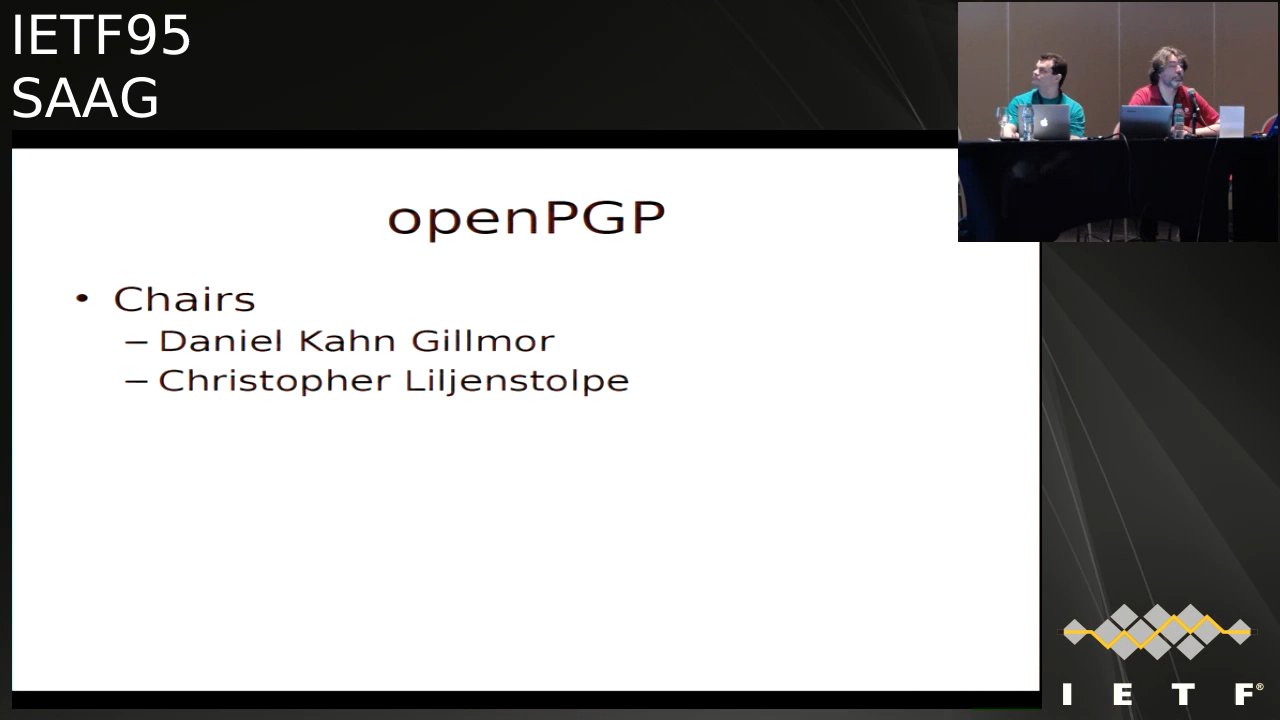 IETF95
SAAG
openPGP
• Chairs
– Daniel Kahn Gillmor
– Christopher Liljenstolpe
I E T F®